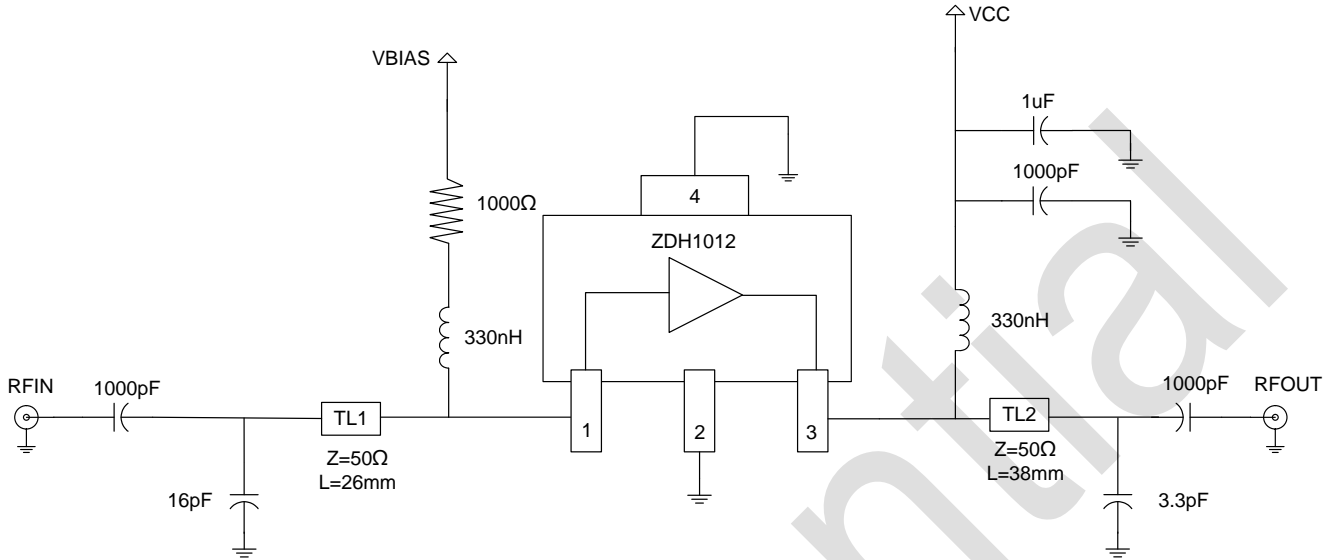 VCC
VBIAS
1uF
1000pF
1000Ω
4
ZDH1012
330nH
330nH
RFIN
1000pF
1000pF
RFOUT
TL1
1
2
3
TL2
Z=50Ω
L=26mm
Z=50Ω
L=38mm
16pF
3.3pF
ntial